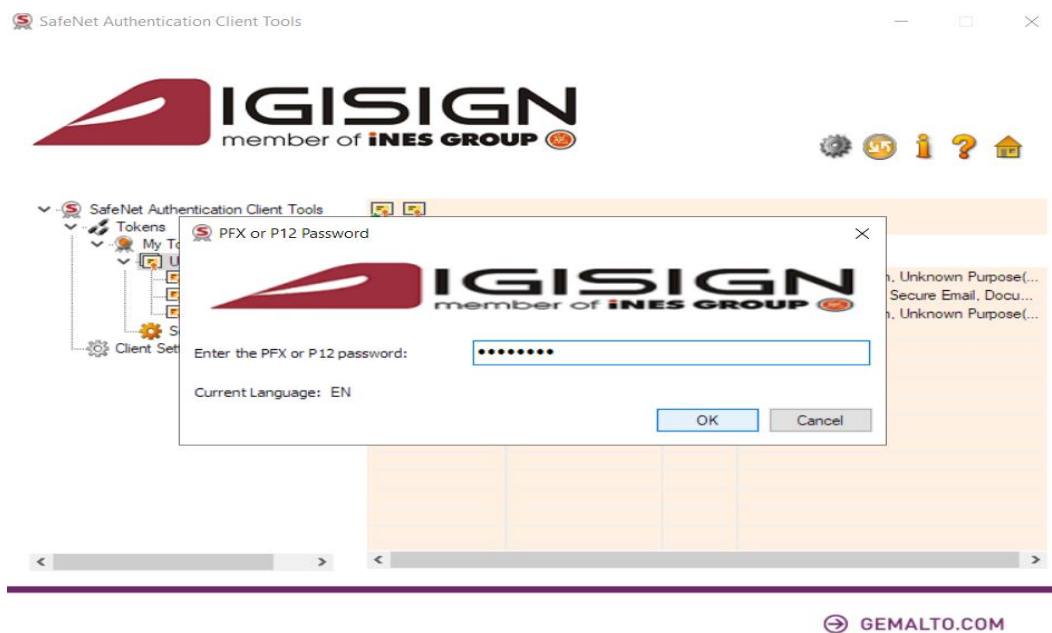 SafeNet Authentication Client Tools
IGISIGN
member of iNES GROUP
SafeNet Authentication Client Tools
Tokens
My To
U
S
Client Set
PFX or P12 Password
IGISIGN
member of iNES GROUP
Enter the PFX or P12 password:
Current Language: EN
OK Cancel
n, Unknown Purpose(...
Secure Email, Docu...
n, Unknown Purpose(...
GEMALTO.COM